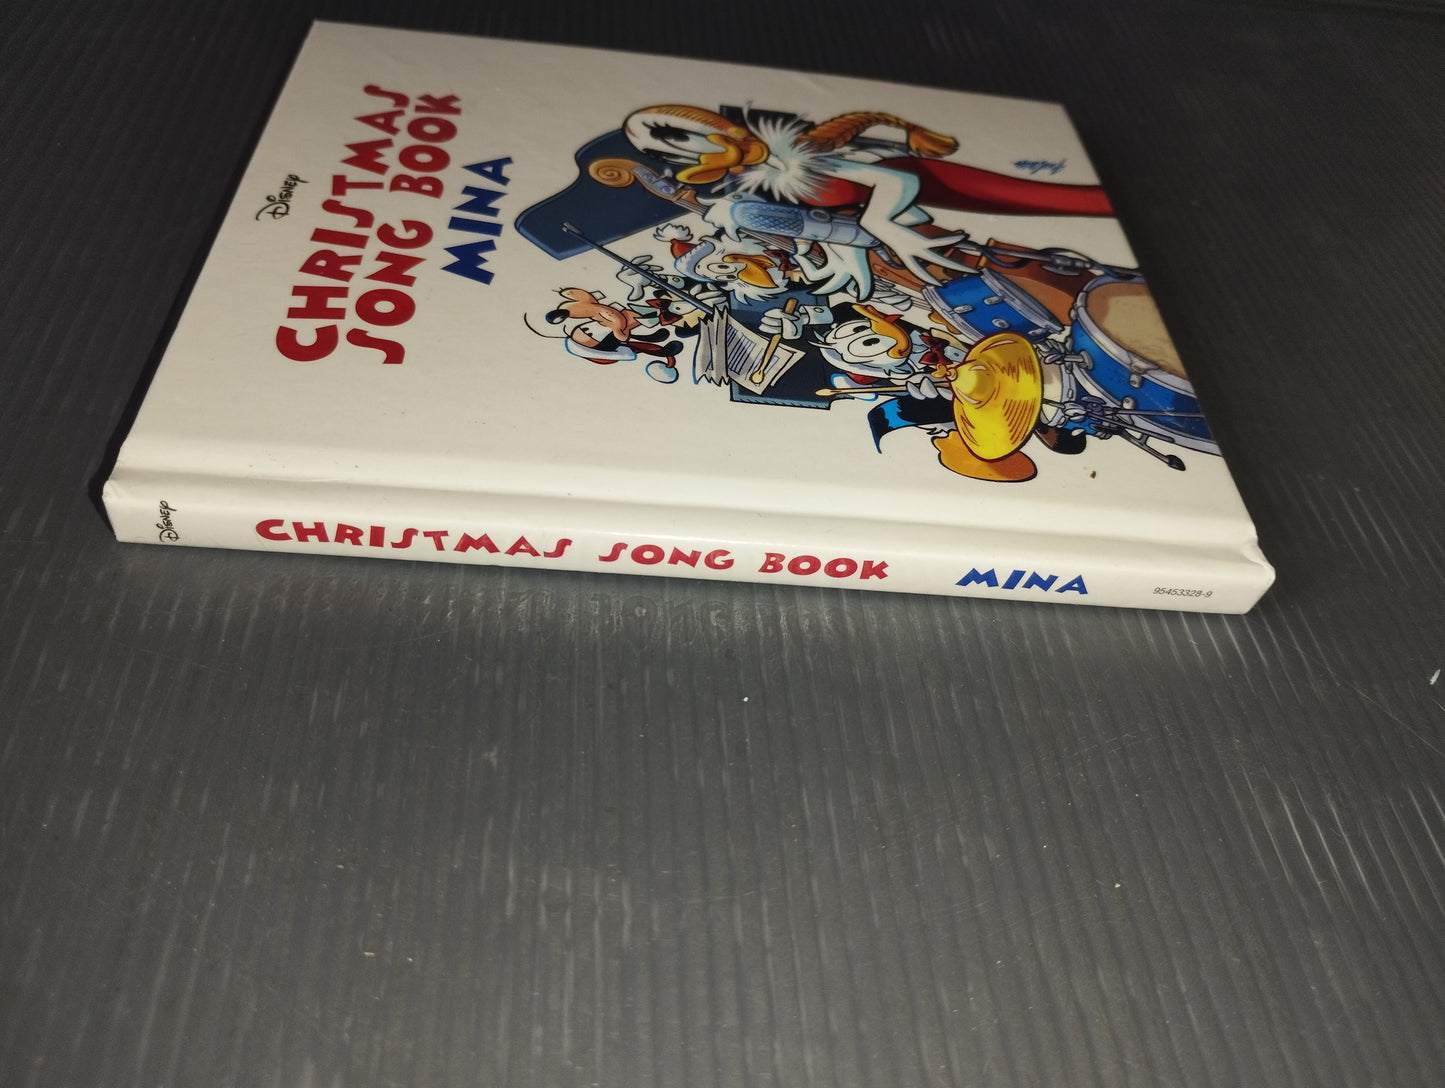 Disney
CHRISTMAS
SONG BOOK
MINA
Disney CHRISTMAS SONG BOOK MINA 95453328-9